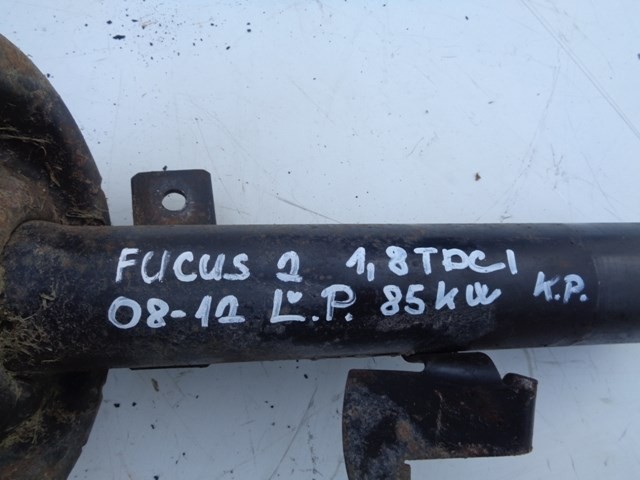 FUCUS 2 1,8TDCI
08-12 Ľ.P. 85kW K.P.